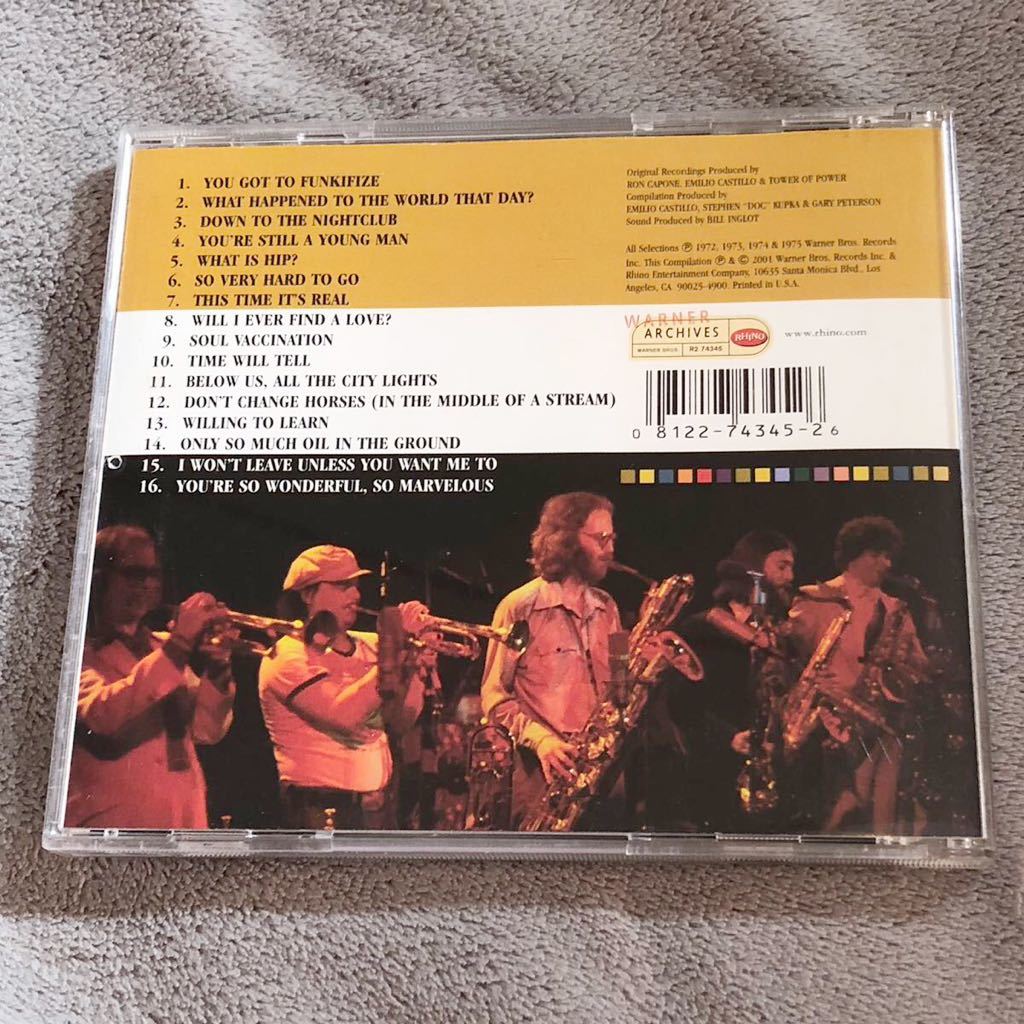 1. YOU GOT TO FUNKIFIZE
2. WHAT HAPPENED TO THE WORLD THAT DAY?
3. DOWN TO THE NIGHTCLUB
4. YOU'RE STILL A YOUNG MAN
5. WHAT IS HIP?
6. SO VERY HARD TO GO
7. THIS TIME IT'S REAL
8. WILL I EVER FIND A LOVE?
9. SOUL VACCINATION
10. TIME WILL TELL
11. BELOW US, ALL THE CITY LIGHTS
12. DON'T CHANGE HORSES (IN THE MIDDLE OF A STREAM)
13. WILLING TO LEARN
14. ONLY SO MUCH OIL IN THE GROUND
15. I WON'T LEAVE UNLESS YOU WANT ME TO
16. YOU'RE SO WONDERFUL, SO MARVELOUS
Original Recordings Produced by
RON CAPONE, EMILIO CASTILLO & TOWER OF POWER
Compilation Produced by
EMILIO CASTILLO, STEPHEN "DOC" KUPKA & GARY PETERSON
Sound Produced by BILL INGLOT
All Selections ℗ 1972, 1973, 1974 & 1975 Warner Bros. Records
Inc. This Compilation ℗ & © 2001 Warner Bros. Records Inc. &
Rhino Entertainment Company, 10635 Santa Monica Blvd., Los
Angeles, CA 90025-4900. Printed in U.S.A.
WARNER
ARCHIVES
RHINO
WARNER BROS. R2 74345
www.rhino.com
0 81227-74345-2 6